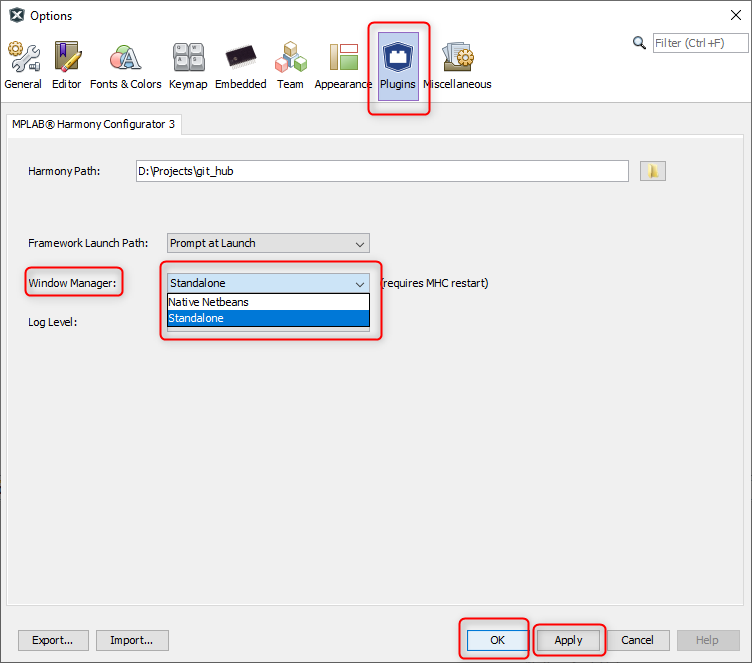 Options
Filter (Ctrl+F)
General Editor Fonts & Colors Keymap Embedded Team Appearance Plugins Miscellaneous
MPLAB® Harmony Configurator 3
Harmony Path: D:\Projects\git_hub
Framework Launch Path: Prompt at Launch
Window Manager: Standalone (requires MHC restart)
Native Netbeans
Log Level: Standalone
Export... Import... OK Apply Cancel Help